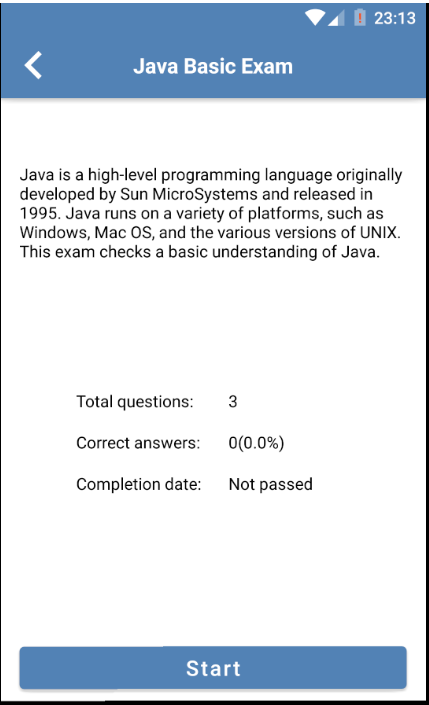 23:13
Java Basic Exam
Java is a high-level programming language originally
developed by Sun MicroSystems and released in
1995. Java runs on a variety of platforms, such as
Windows, Mac OS, and the various versions of UNIX.
This exam checks a basic understanding of Java.
Total questions: 3
Correct answers: 0(0.0%)
Completion date: Not passed
Start